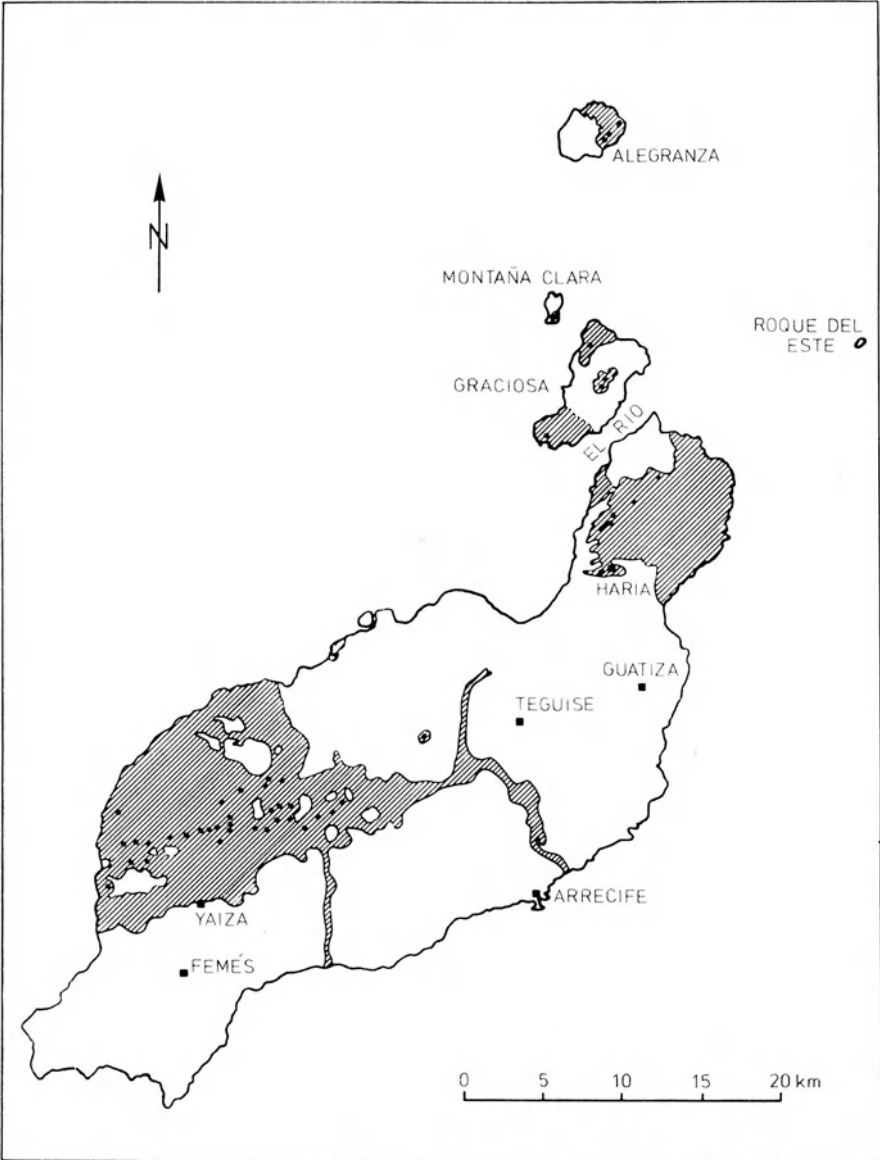 ALEGRANZA
N
MONTAÑA CLARA
ROQUE DEL
ESTE
GRACIOSA
EL RIO
HARIA
GUATIZA
TEGUISE
ARRECIFE
YAIZA
FEMÉS
0 5 10 15 20 km